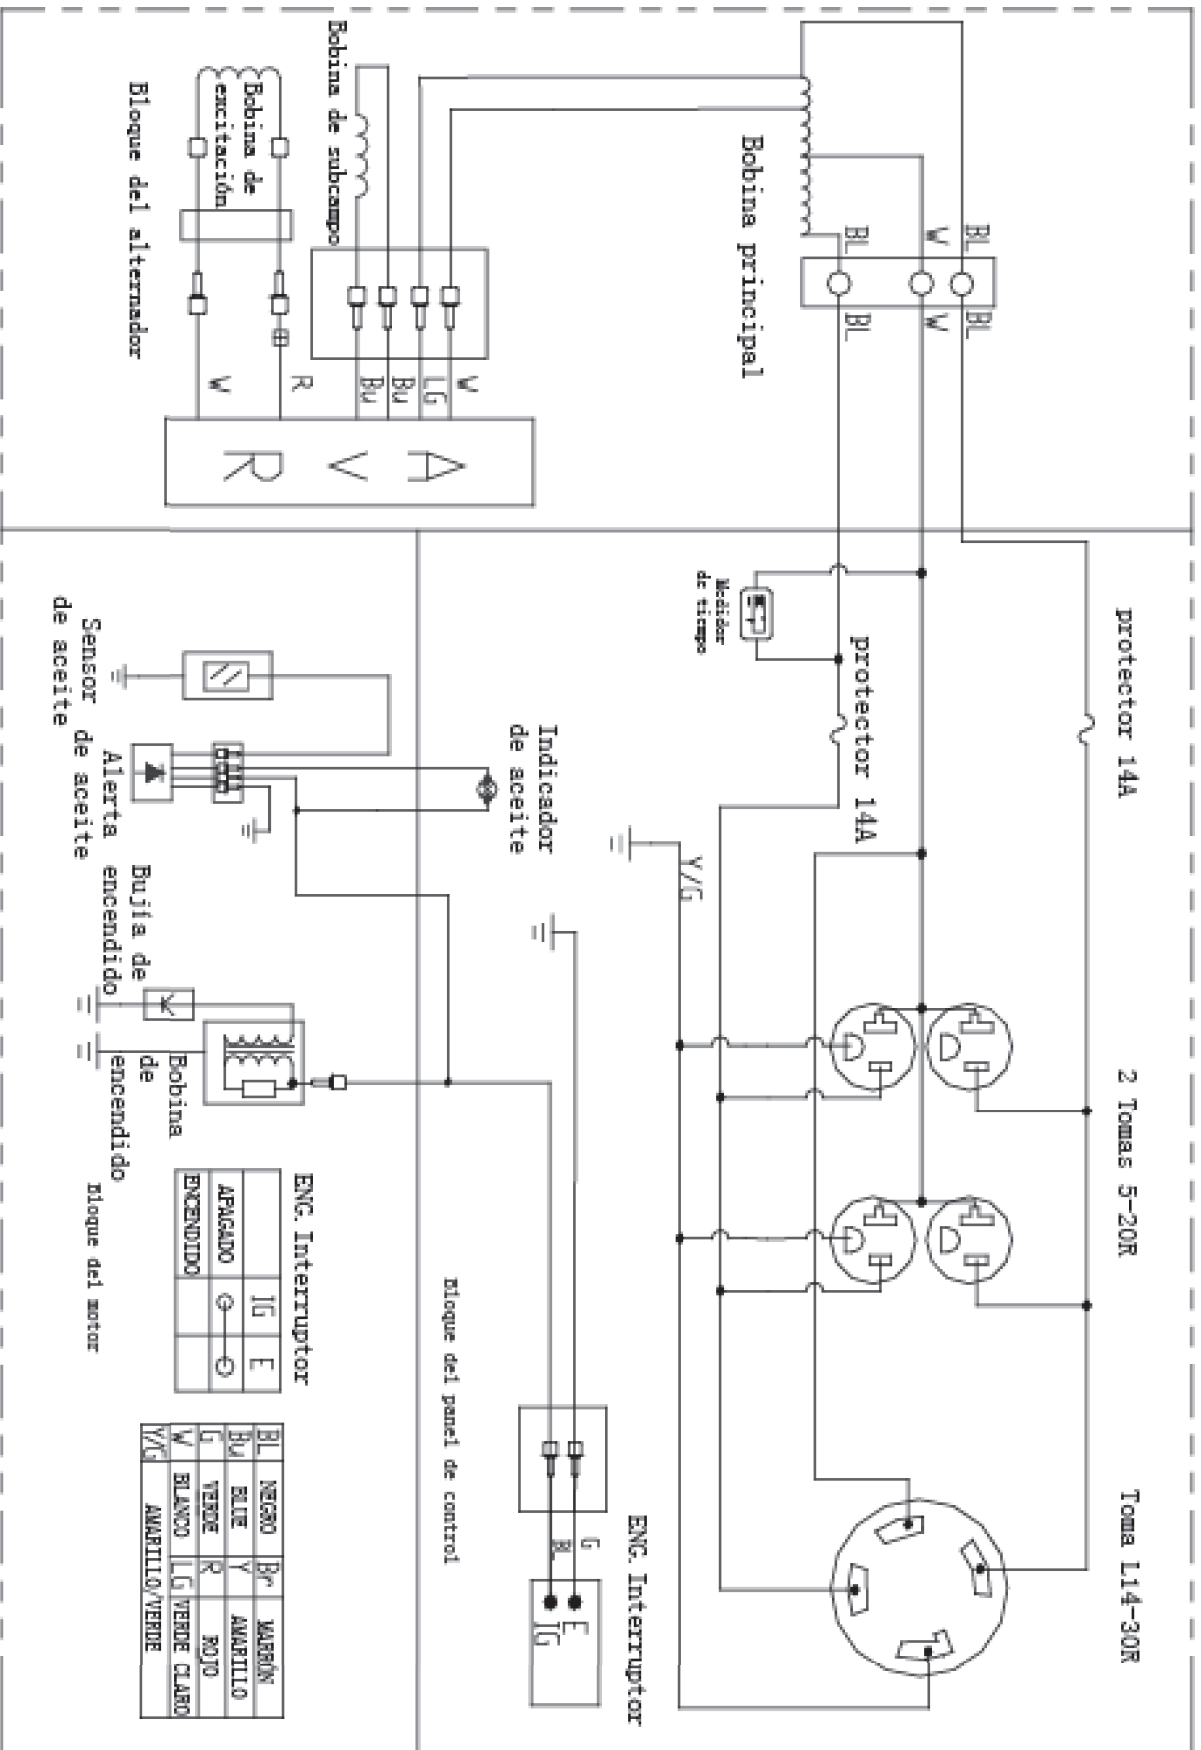 Bloque del alternador
Bobina de
excitación
Bobina de subcampo
Bobina principal
BL
W
BL
BL
W
BL
W
LG
Bu
Bu
R
W
A V R
protector 14A
2 Tomas 5-20R
Toma L14-30R
Medidor
de tiempo
protector 14A
Y/G
Indicador
de aceite
ENG. Interruptor
G
BL
E
IG
Bloque del panel de control
Sensor
de aceite
Alerta
de aceite
Bujía de
encendido
Bobina
de
encendido
Bloque del motor
ENG. Interruptor
IG E
APAGADO
ENCENDIDO
BL NEGRO Br MARRÓN
Bu BLUE Y AMARILLO
G VERDE R ROJO
W BLANCO LG VERDE CLARO
Y/G AMARILLO/VERDE